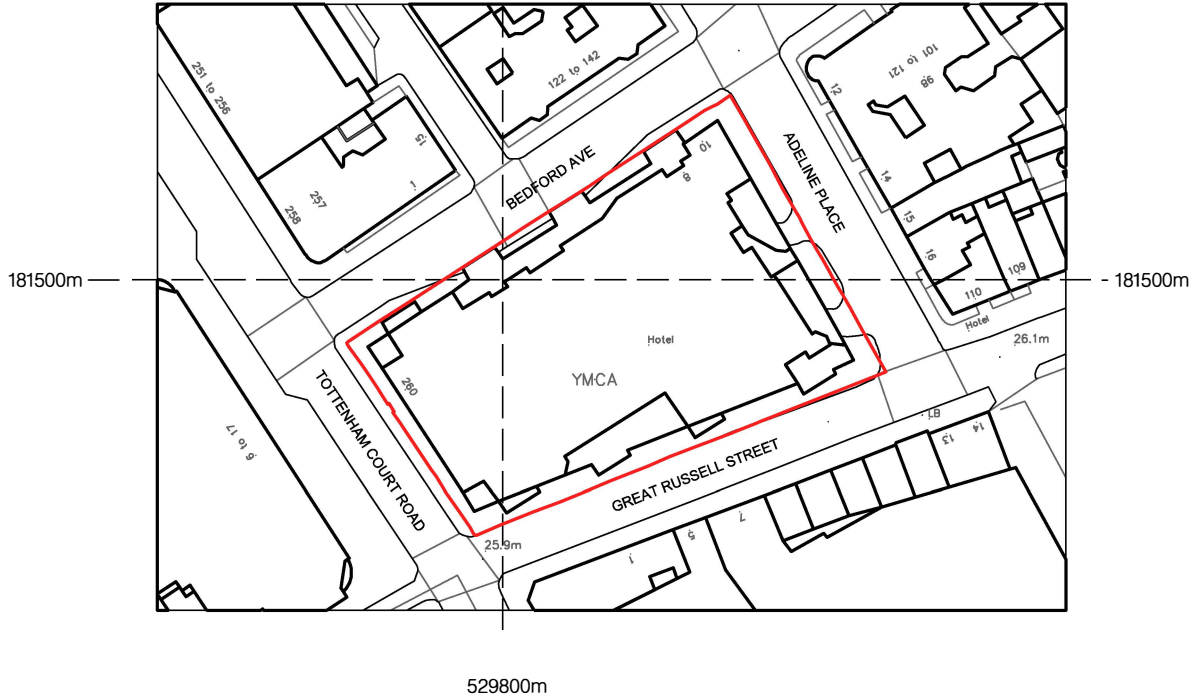 251 to 256
122 to 142
101 to 121
98
12
15
BEDFORD AVE
10
ADELINE PLACE
8
14
1
257
258
15
16
109
181500m
181500m
110
Hotel
Hotel
26.1m
YMCA
260
TOTTENHAM COURT ROAD
LB
6 to 17
14
13
GREAT RUSSELL STREET
7
5
25.9m
1
529800m